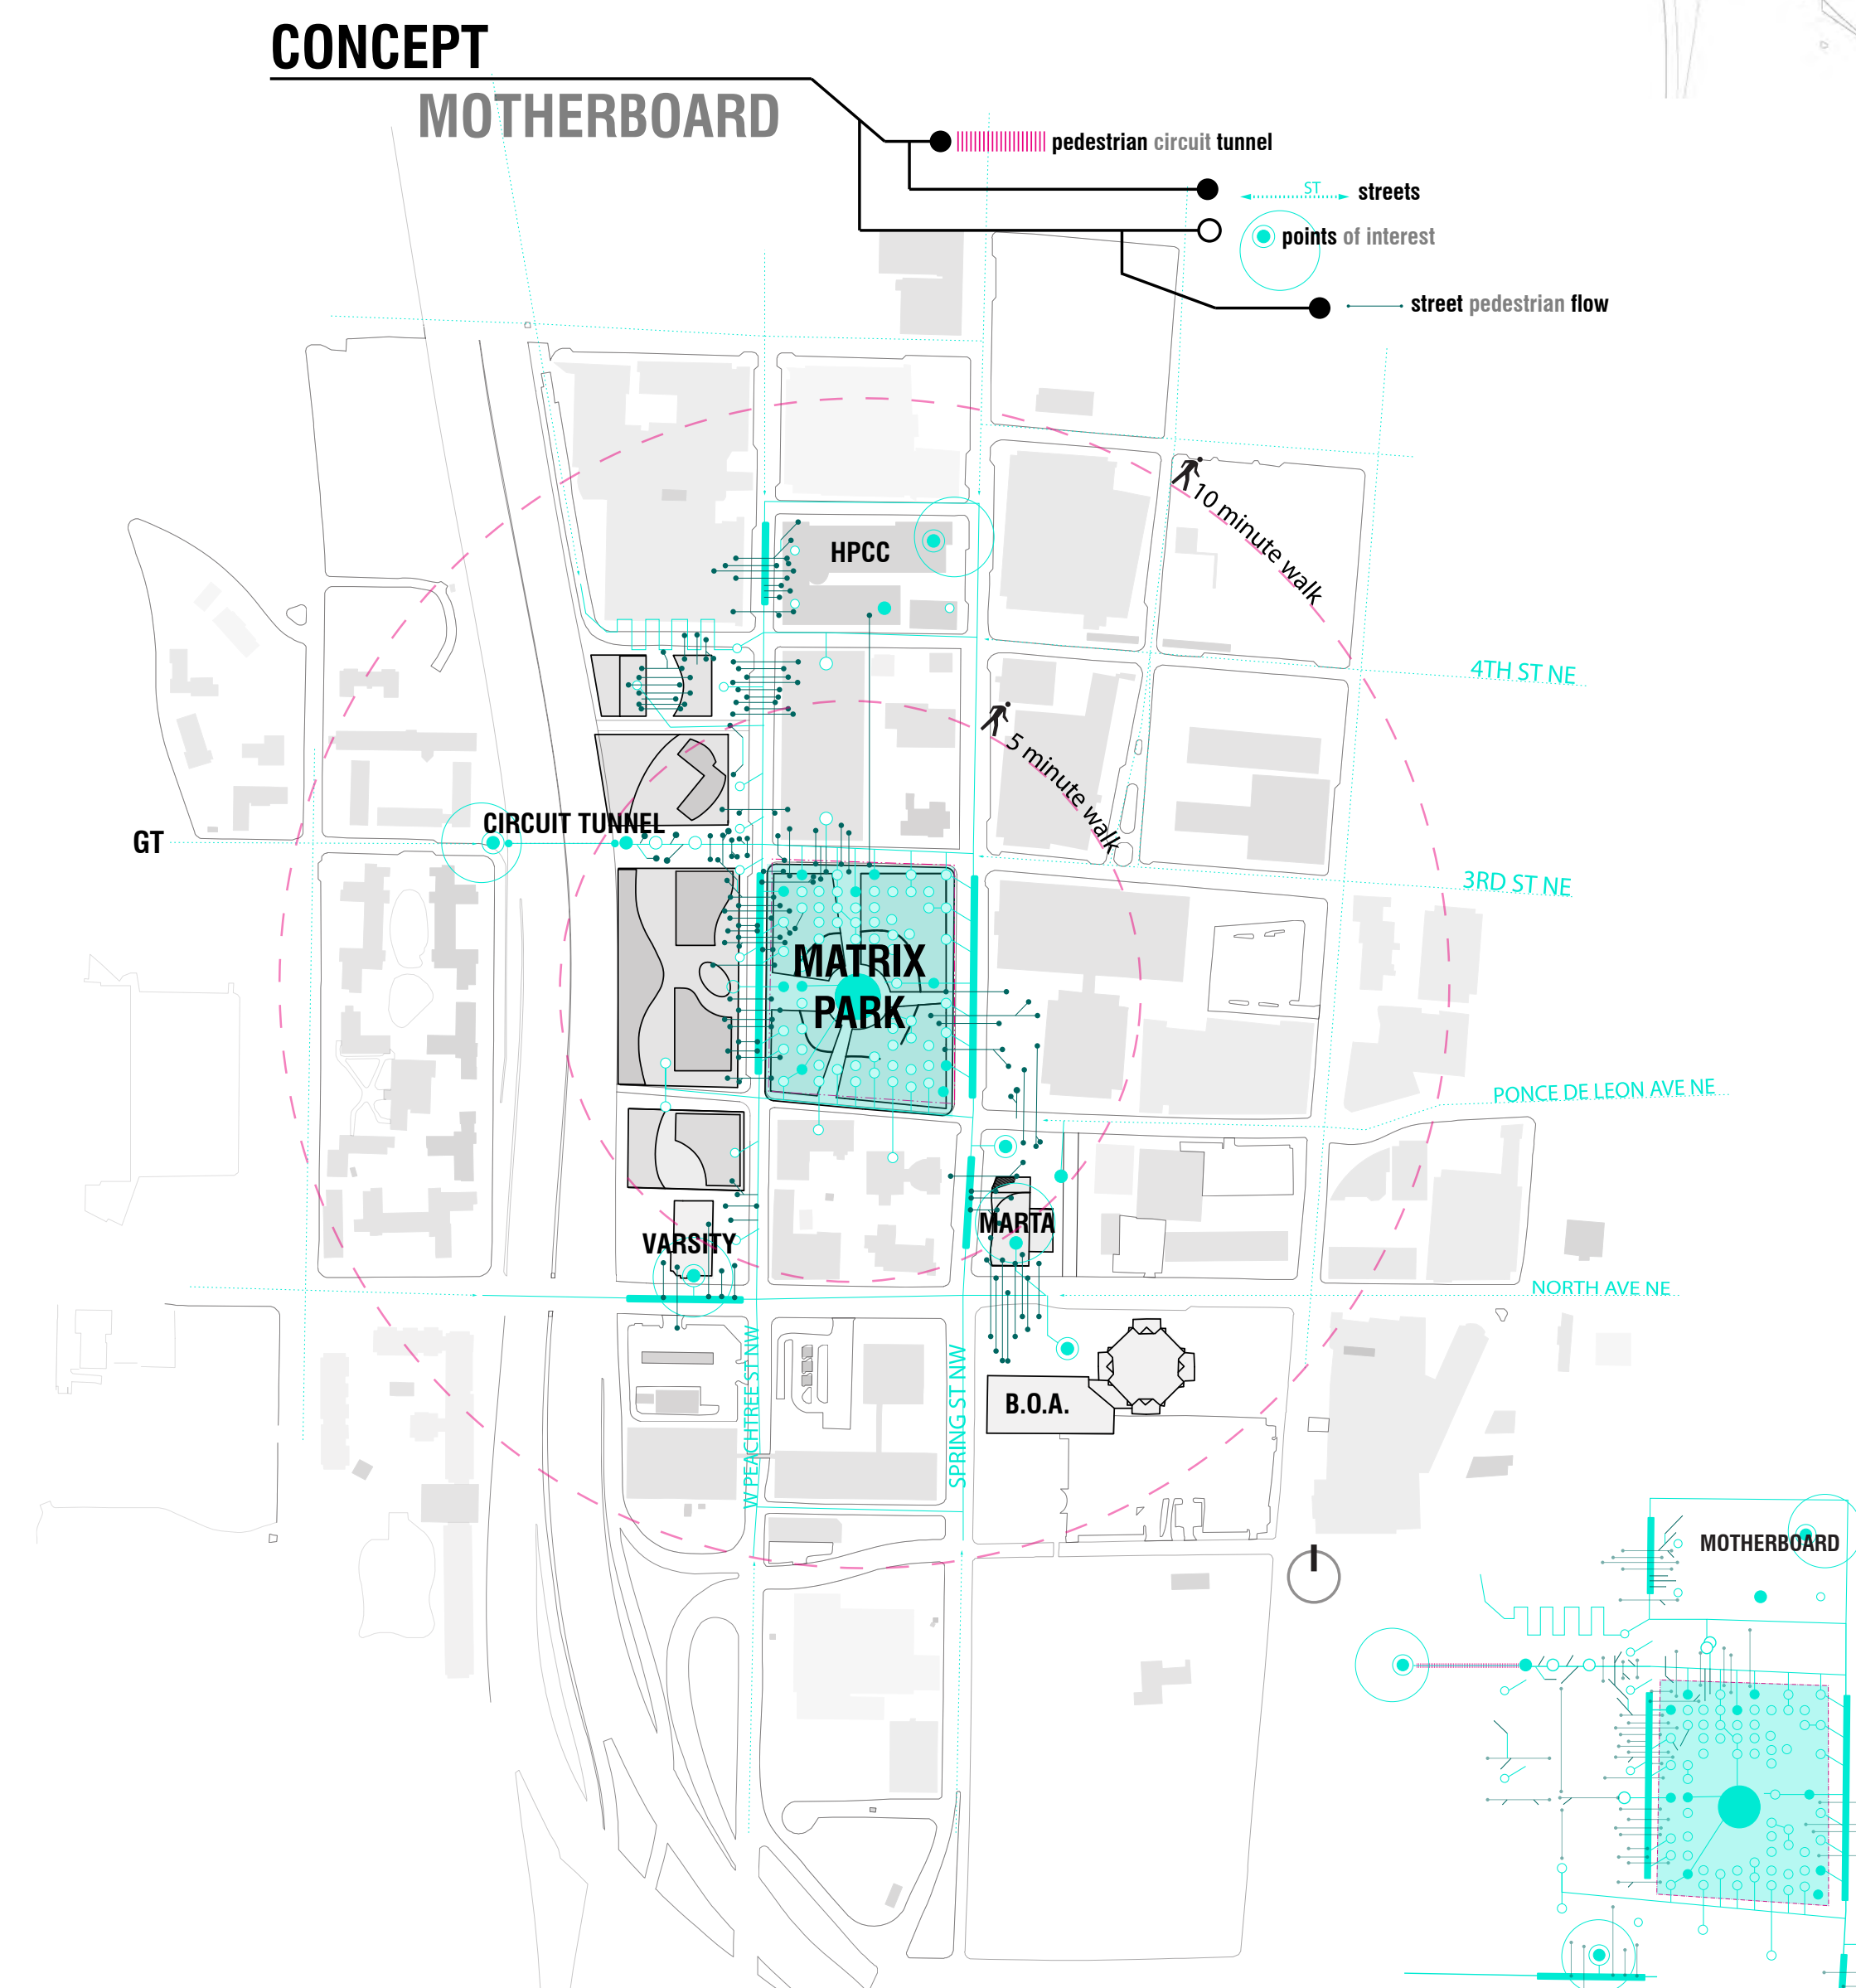 CONCEPT
MOTHERBOARD
pedestrian circuit tunnel
ST
streets
points of interest
street pedestrian flow
HPCC
10 minute walk
4TH ST NE
5 minute walk
CIRCUIT TUNNEL
GT
3RD ST NE
MATRIX
PARK
PONCE DE LEON AVE NE
MARTA
VARSITY
NORTH AVE NE
W PEACHTREE ST NW
SPRING ST NW
B.O.A.
MOTHERBOARD